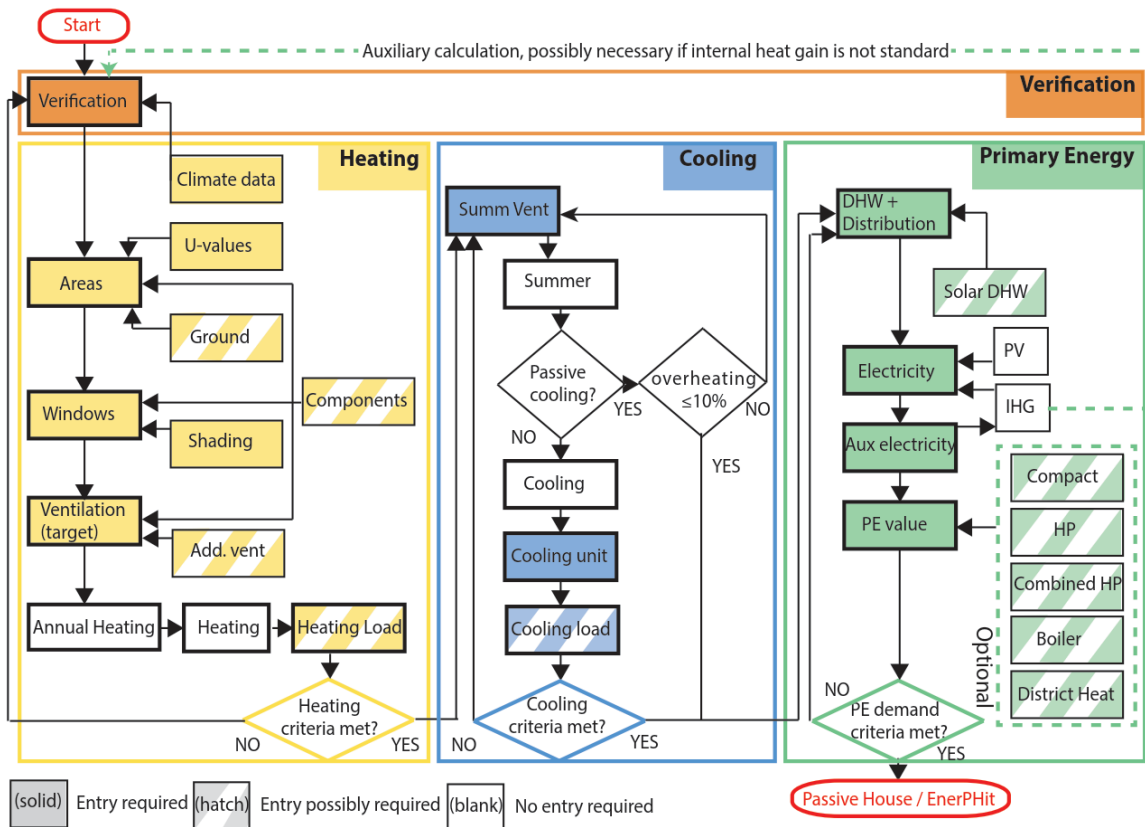 Start
Auxiliary calculation, possibly necessary if internal heat gain is not standard
Verification
Verification
Heating
Climate data
U-values
Areas
Ground
Components
Windows
Shading
Ventilation
(target)
Add. vent
Annual Heating
Heating
Heating Load
Heating
criteria met?
NO
YES
Cooling
Summ Vent
Summer
Passive
cooling?
YES
NO
overheating
≤10%
NO
YES
Cooling
Cooling unit
Cooling load
Cooling
criteria met?
NO
YES
Primary Energy
DHW +
Distribution
Solar DHW
PV
Electricity
IHG
Aux electricity
PE value
Compact
HP
Combined HP
Boiler
District Heat
Optional
NO
PE demand
criteria met?
YES
Passive House / EnerPHit
(solid) Entry required
(hatch) Entry possibly required
(blank) No entry required